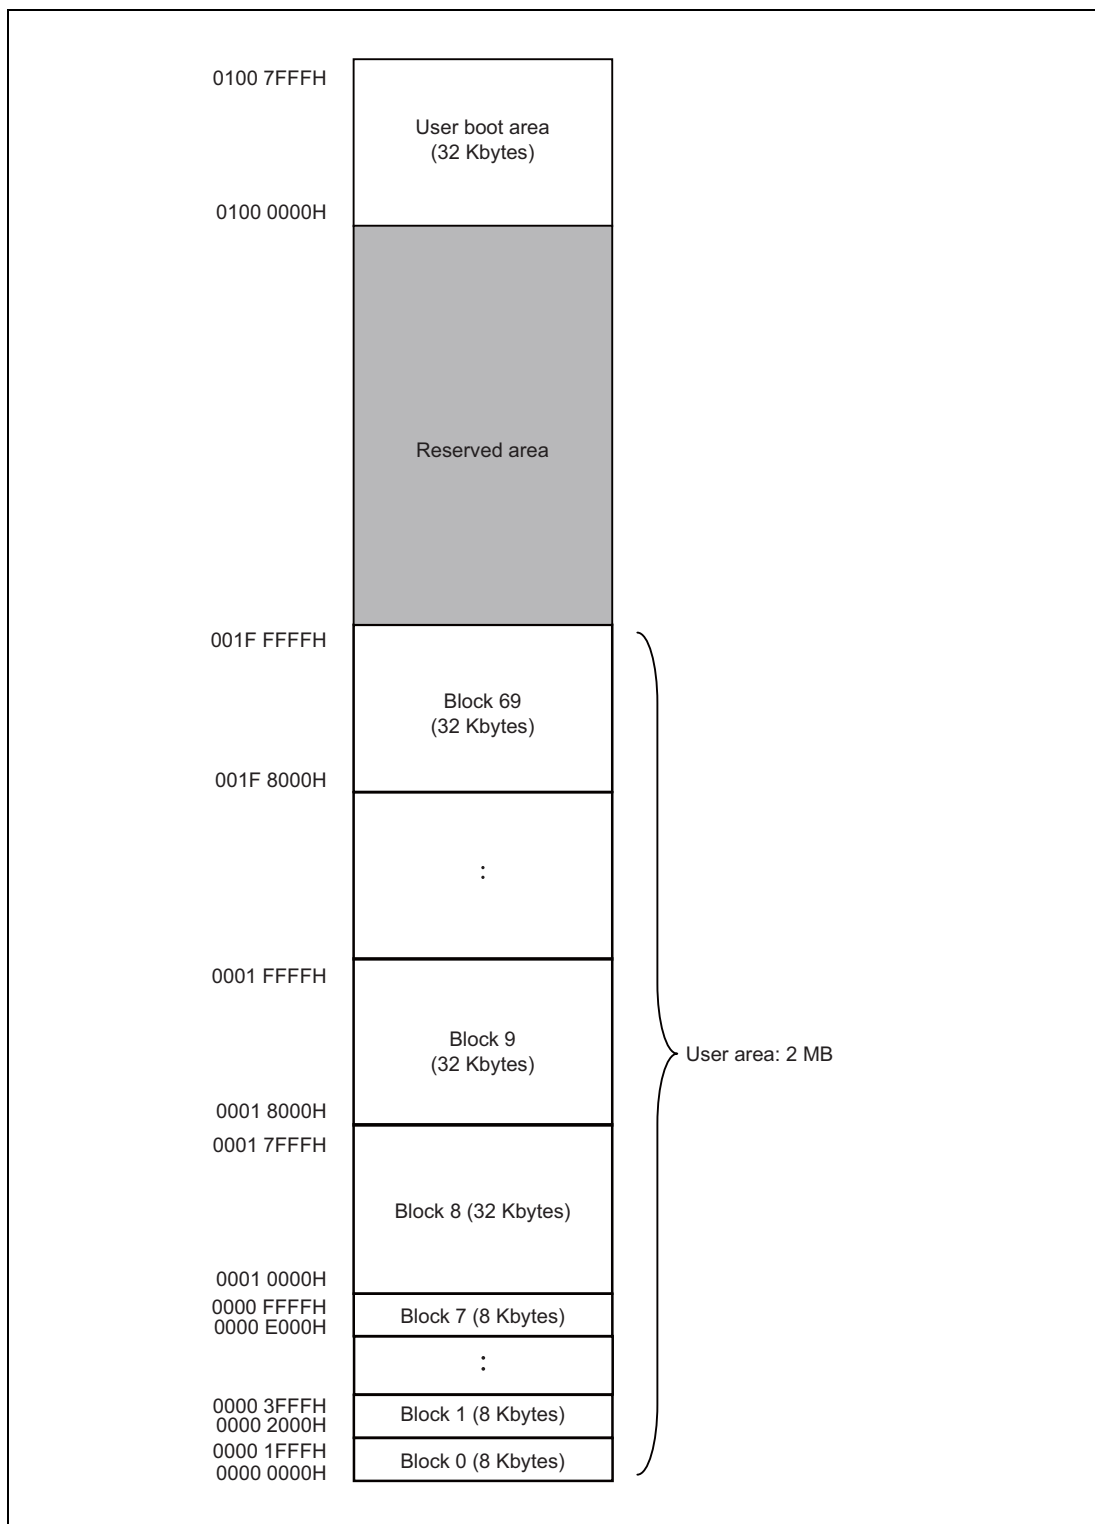 0100 7FFFH
User boot area
(32 Kbytes)
0100 0000H
Reserved area
001F FFFFH
Block 69
(32 Kbytes)
001F 8000H
:
0001 FFFFH
Block 9
(32 Kbytes)
User area: 2 MB
0001 8000H
0001 7FFFH
Block 8 (32 Kbytes)
0001 0000H
0000 FFFFH
Block 7 (8 Kbytes)
0000 E000H
:
0000 3FFFH
Block 1 (8 Kbytes)
0000 2000H
0000 1FFFH
Block 0 (8 Kbytes)
0000 0000H